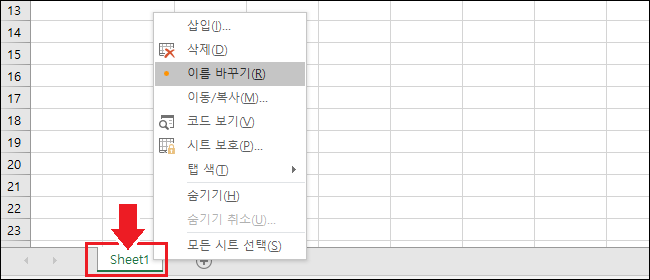 13
14
15
16
17
18
19
20
21
22
23
삽입(I)...
삭제(D)
이름 바꾸기(R)
이동/복사(M)...
코드 보기(V)
시트 보호(P)...
탭 색(T)
숨기기(H)
숨기기 취소(U)...
모든 시트 선택(S)
Sheet1